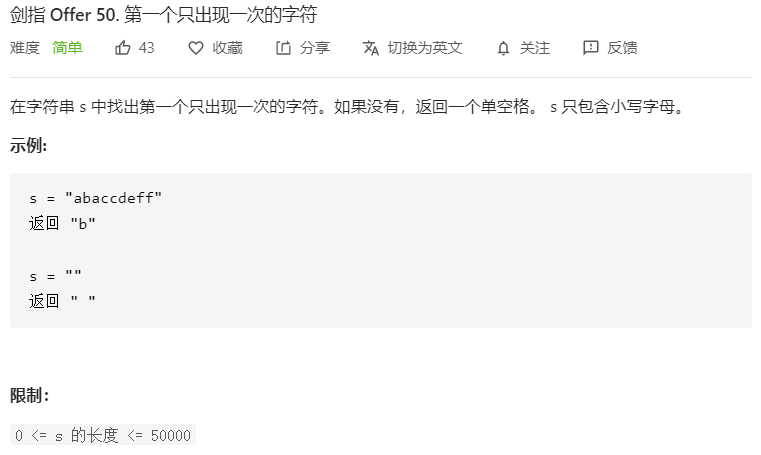 剑指 Offer 50. 第一个只出现一次的字符
难度 简单 43 收藏 分享 切换为英文 关注 反馈
在字符串 s 中找出第一个只出现一次的字符。如果没有，返回一个单空格。 s 只包含小写字母。
示例:
s = "abaccdeff"
返回 "b"
s = ""
返回 " "
限制：
0 <= s 的长度 <= 50000